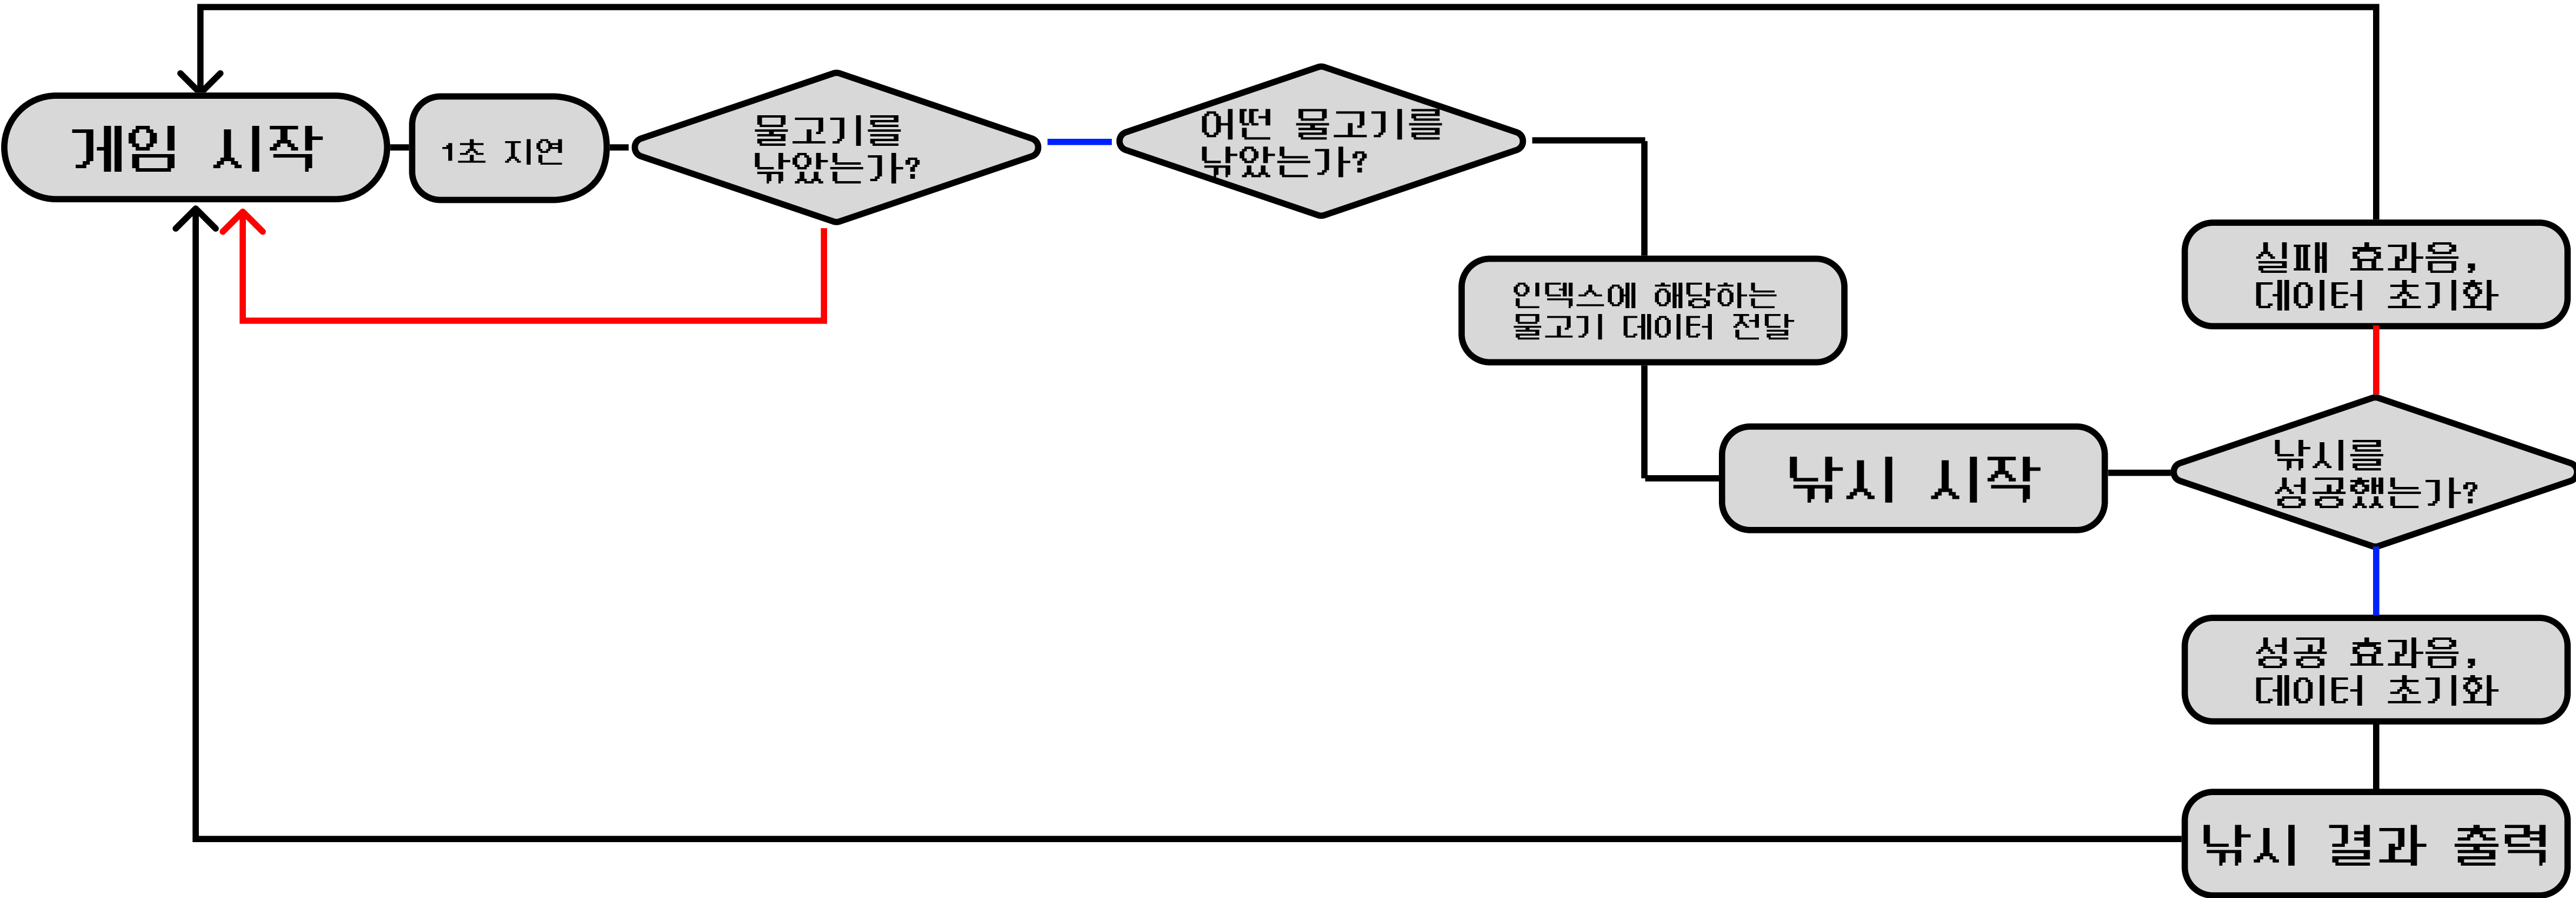 게임 시작
1초 지연
물고기를
낚았는가?
어떤 물고기를
낚았는가?
인덱스에 해당하는
물고기 데이터 전달
낚시 시작
낚시를
성공했는가?
실패 효과음,
데이터 초기화
성공 효과음,
데이터 초기화
낚시 결과 출력